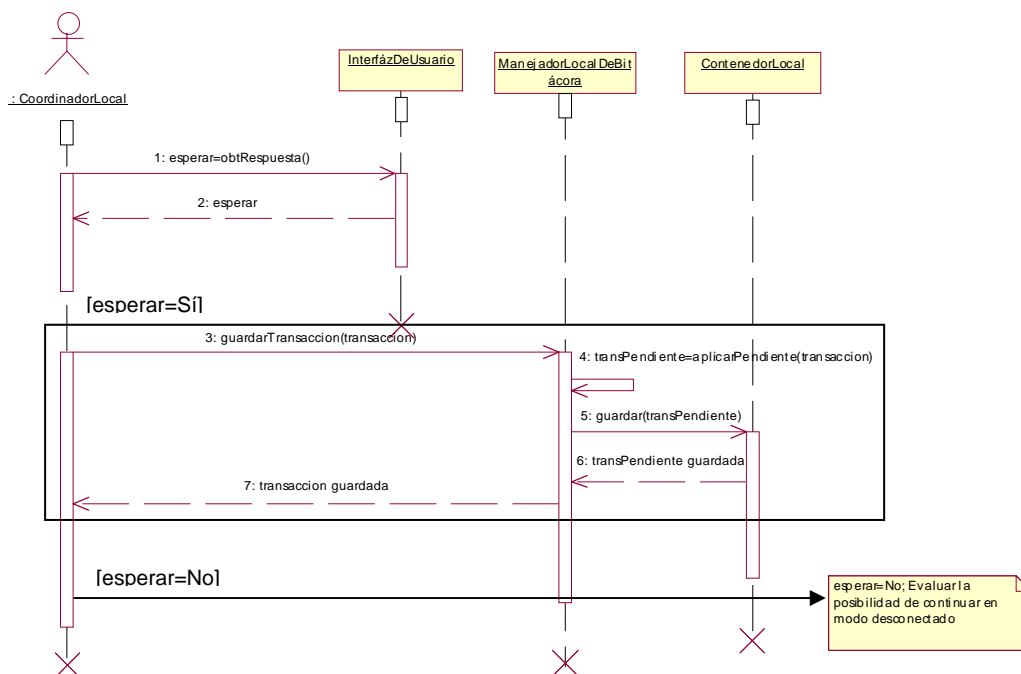 InterfázDeUsuario
ManejadorLocalDeBit
ácora
ContenedorLocal
: CoordinadorLocal
1: esperar=obtRespuesta()
2: esperar
[esperar=Sí]
3: guardarTransaccion(transaccion)
4: transPendiente=aplicarPendiente(transaccion)
5: guardar(transPendiente)
6: transPendiente guardada
7: transaccion guardada
[esperar=No]
esperar=No; Evaluar la
posibilidad de continuar en
modo desconectado